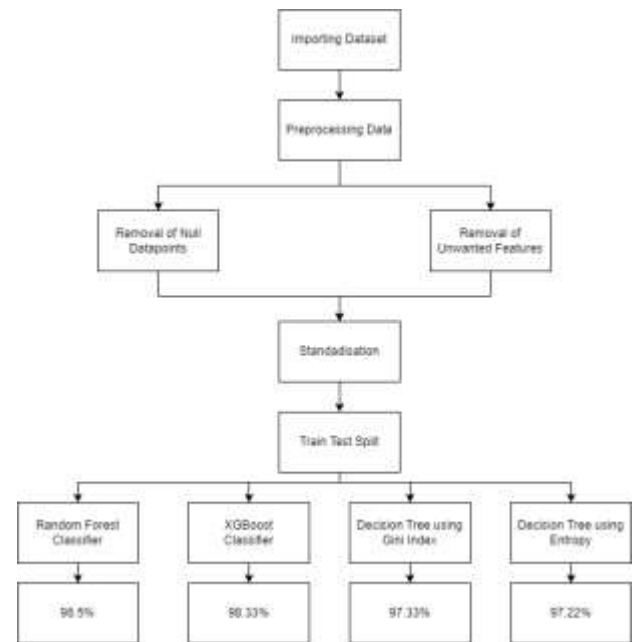 Importing Dataset
Preprocessing Data
Removal of Null
Datapoints
Removal of
Unwanted Features
Standadisation
Train Test Split
Random Forest
Classifier
XGBoost
Classifier
Decision Tree using
Gini Index
Decision Tree using
Entropy
98.5%
98.33%
97.33%
97.22%